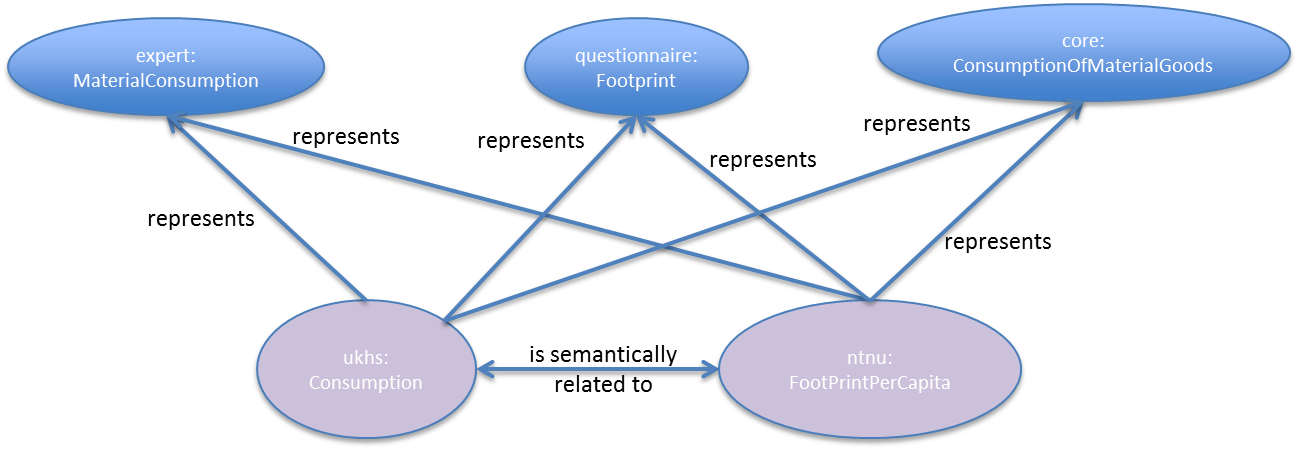 expert:
MaterialConsumption
questionnaire:
Footprint
core:
ConsumptionOfMaterialGoods
represents
represents
represents
represents
represents
represents
ukhs:
Consumption
is semantically
related to
ntnu:
FootPrintPerCapita